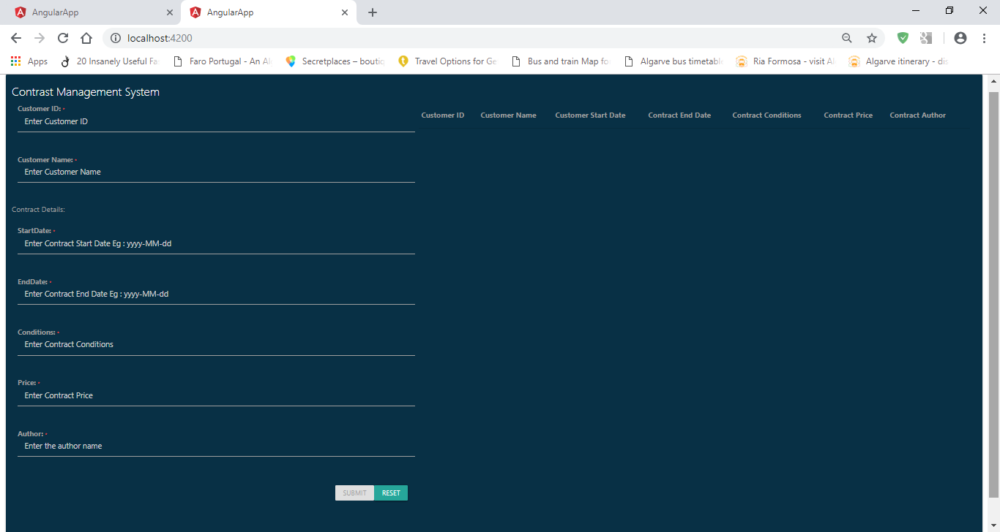 AngularApp
AngularApp
localhost:4200
Apps
20 Insanely Useful Fa
Faro Portugal - An Al
Secretplaces – boutiq
Travel Options for Ge
Bus and train Map fo
Algarve bus timetabl
Ria Formosa - visit Al
Algarve itinerary - dis
Contrast Management System
Customer ID: *
Enter Customer ID
Customer Name: *
Enter Customer Name
Contract Details:
StartDate: *
Enter Contract Start Date Eg : yyyy-MM-dd
EndDate: *
Enter Contract End Date Eg : yyyy-MM-dd
Conditions: *
Enter Contract Conditions
Price: *
Enter Contract Price
Author: *
Enter the author name
SUBMIT RESET
Customer ID Customer Name Customer Start Date Contract End Date Contract Conditions Contract Price Contract Author